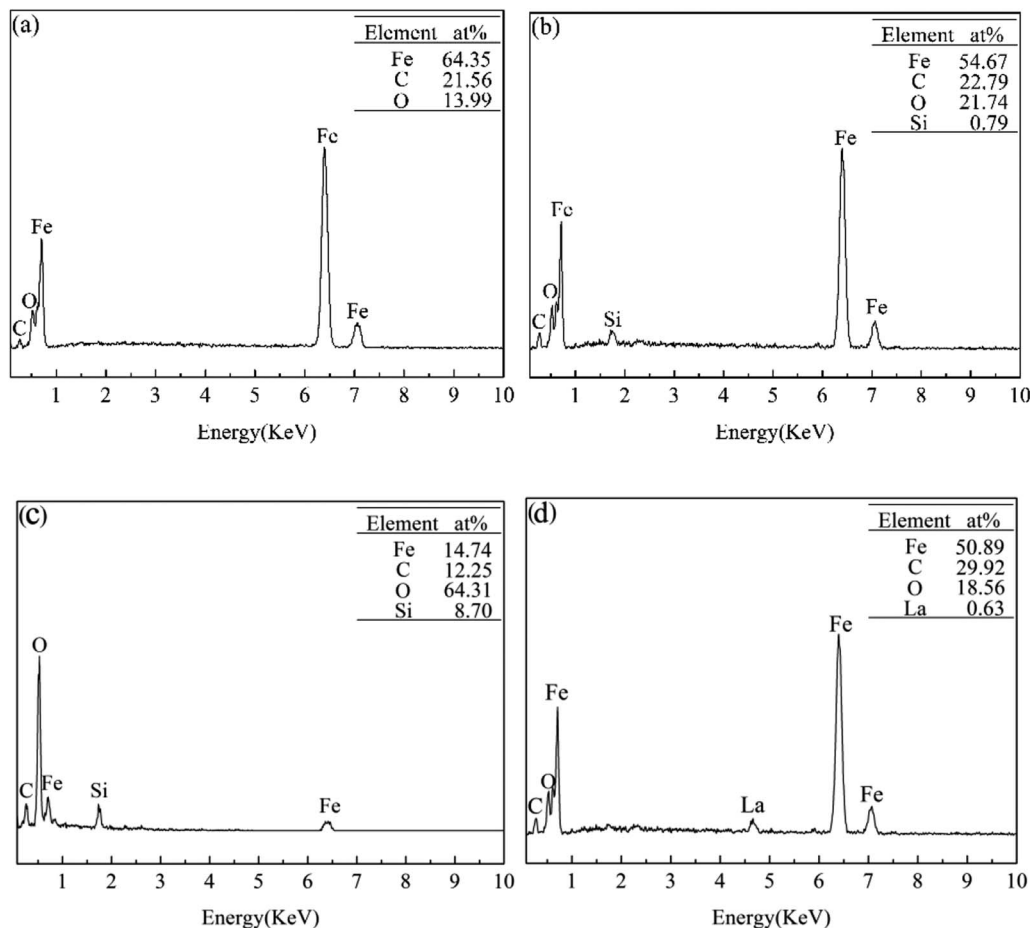 (a)
Element at%
Fe 64.35
C 21.56
O 13.99
Fe
Fe
O
C
Fe
1 2 3 4 5 6 7 8 9 10
Energy(KeV)
(b)
Element at%
Fe 54.67
C 22.79
O 21.74
Si 0.79
Fe
Fe
O
C
Si
Fe
1 2 3 4 5 6 7 8 9 10
Energy(KeV)
(c)
Element at%
Fe 14.74
C 12.25
O 64.31
Si 8.70
O
C
Fe
Si
Fe
1 2 3 4 5 6 7 8 9 10
Energy(KeV)
(d)
Element at%
Fe 50.89
C 29.92
O 18.56
La 0.63
Fe
Fe
O
C
La
Fe
1 2 3 4 5 6 7 8 9 10
Energy(KeV)